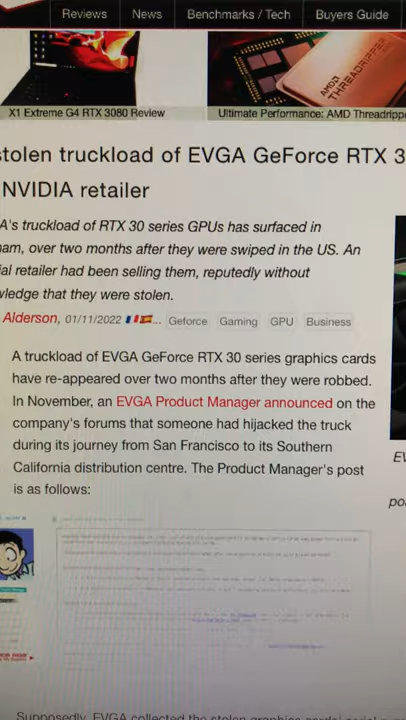 Reviews News Benchmarks / Tech Buyers Guide
X1 Extreme G4 RTX 3080 Review
AMD
THREADRIPPER
Ultimate Performance: AMD Threadrippe
stolen truckload of EVGA GeForce RTX 3
NVIDIA retailer
A's truckload of RTX 30 series GPUs has surfaced in
nam, over two months after they were swiped in the US. An
ial retailer had been selling them, reputedly without
wledge that they were stolen.
Alderson, 01/11/2022 ... Geforce Gaming GPU Business
A truckload of EVGA GeForce RTX 30 series graphics cards
have re-appeared over two months after they were robbed.
In November, an EVGA Product Manager announced on the
company's forums that someone had hijacked the truck
during its journey from San Francisco to its Southern
California distribution centre. The Product Manager's post
is as follows:
EV
po
Supposedly, EVGA collected the stolen graphics cards' serial